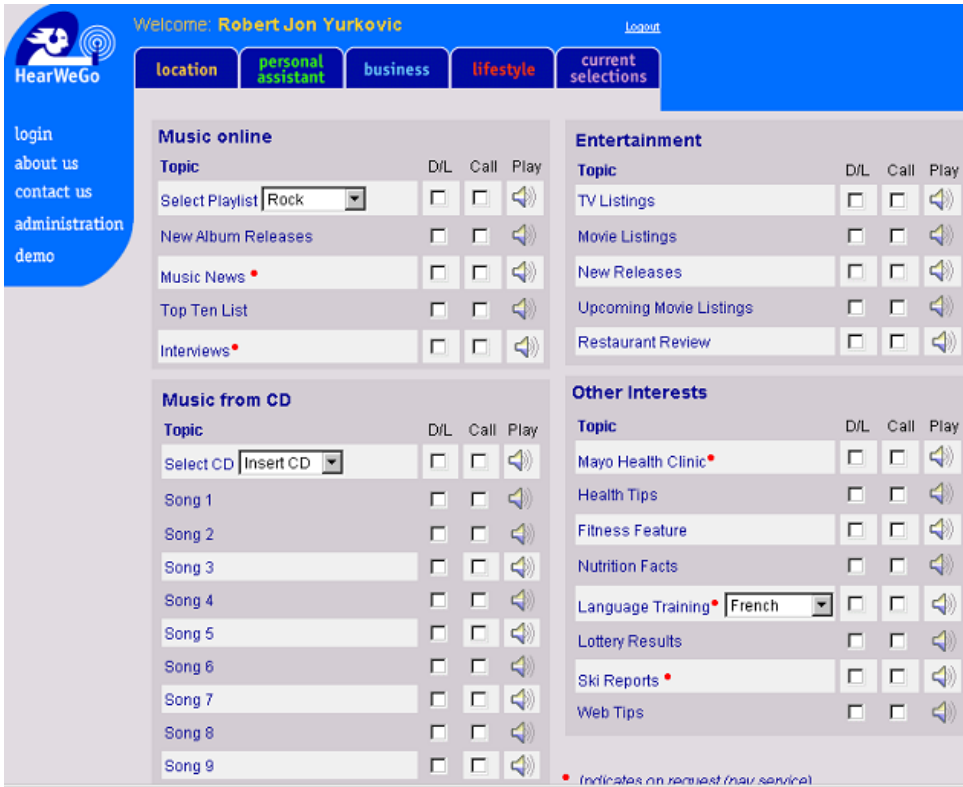 Welcome: Robert Jon Yurkovic
Logout
HearWeGo
location
personal assistant
business
lifestyle
current selections
login
about us
contact us
administration
demo
Music online
Topic D/L Call Play
Select Playlist Rock
New Album Releases
Music News •
Top Ten List
Interviews •
Music from CD
Topic D/L Call Play
Select CD Insert CD
Song 1
Song 2
Song 3
Song 4
Song 5
Song 6
Song 7
Song 8
Song 9
Entertainment
Topic D/L Call Play
TV Listings
Movie Listings
New Releases
Upcoming Movie Listings
Restaurant Review
Other Interests
Topic D/L Call Play
Mayo Health Clinic •
Health Tips
Fitness Feature
Nutrition Facts
Language Training • French
Lottery Results
Ski Reports •
Web Tips
• (indicates on request (pay service)